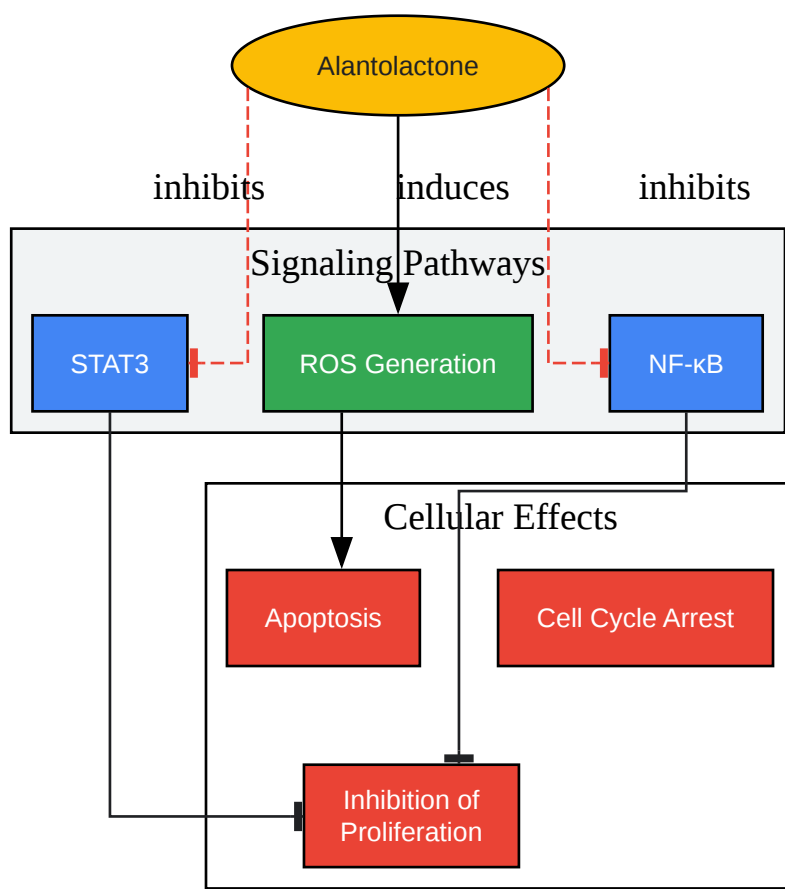 Alantolactone
inhibits
induces
inhibits
Signaling Pathways
STAT3
ROS Generation
NF-κB
Cellular Effects
Apoptosis
Cell Cycle Arrest
Inhibition of
Proliferation